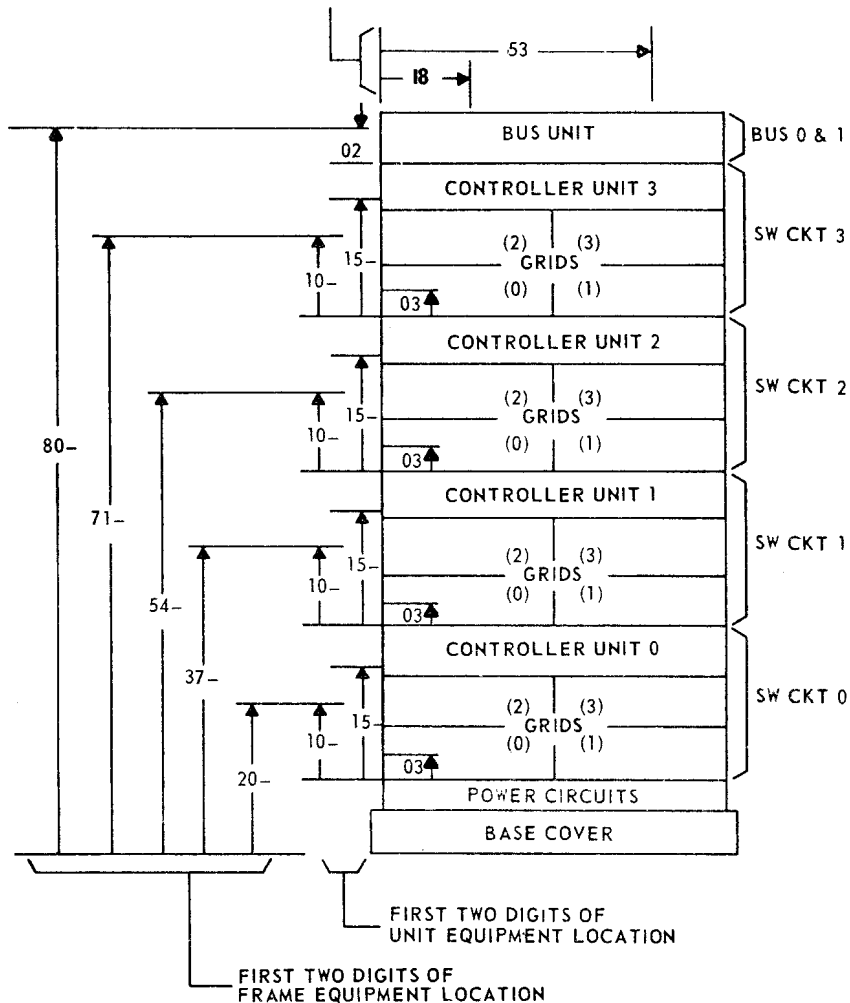 53
18
BUS UNIT
BUS 0 & 1
02
CONTROLLER UNIT 3
SW CKT 3
(2) (3)
GRIDS
(0) (1)
15–
10–
03
CONTROLLER UNIT 2
SW CKT 2
(2) (3)
GRIDS
(0) (1)
15–
10–
03
80–
CONTROLLER UNIT 1
SW CKT 1
71–
(2) (3)
GRIDS
(0) (1)
15–
10–
03
54–
CONTROLLER UNIT 0
SW CKT 0
37–
(2) (3)
GRIDS
(0) (1)
15–
10–
03
20–
POWER CIRCUITS
BASE COVER
FIRST TWO DIGITS OF
UNIT EQUIPMENT LOCATION
FIRST TWO DIGITS OF
FRAME EQUIPMENT LOCATION